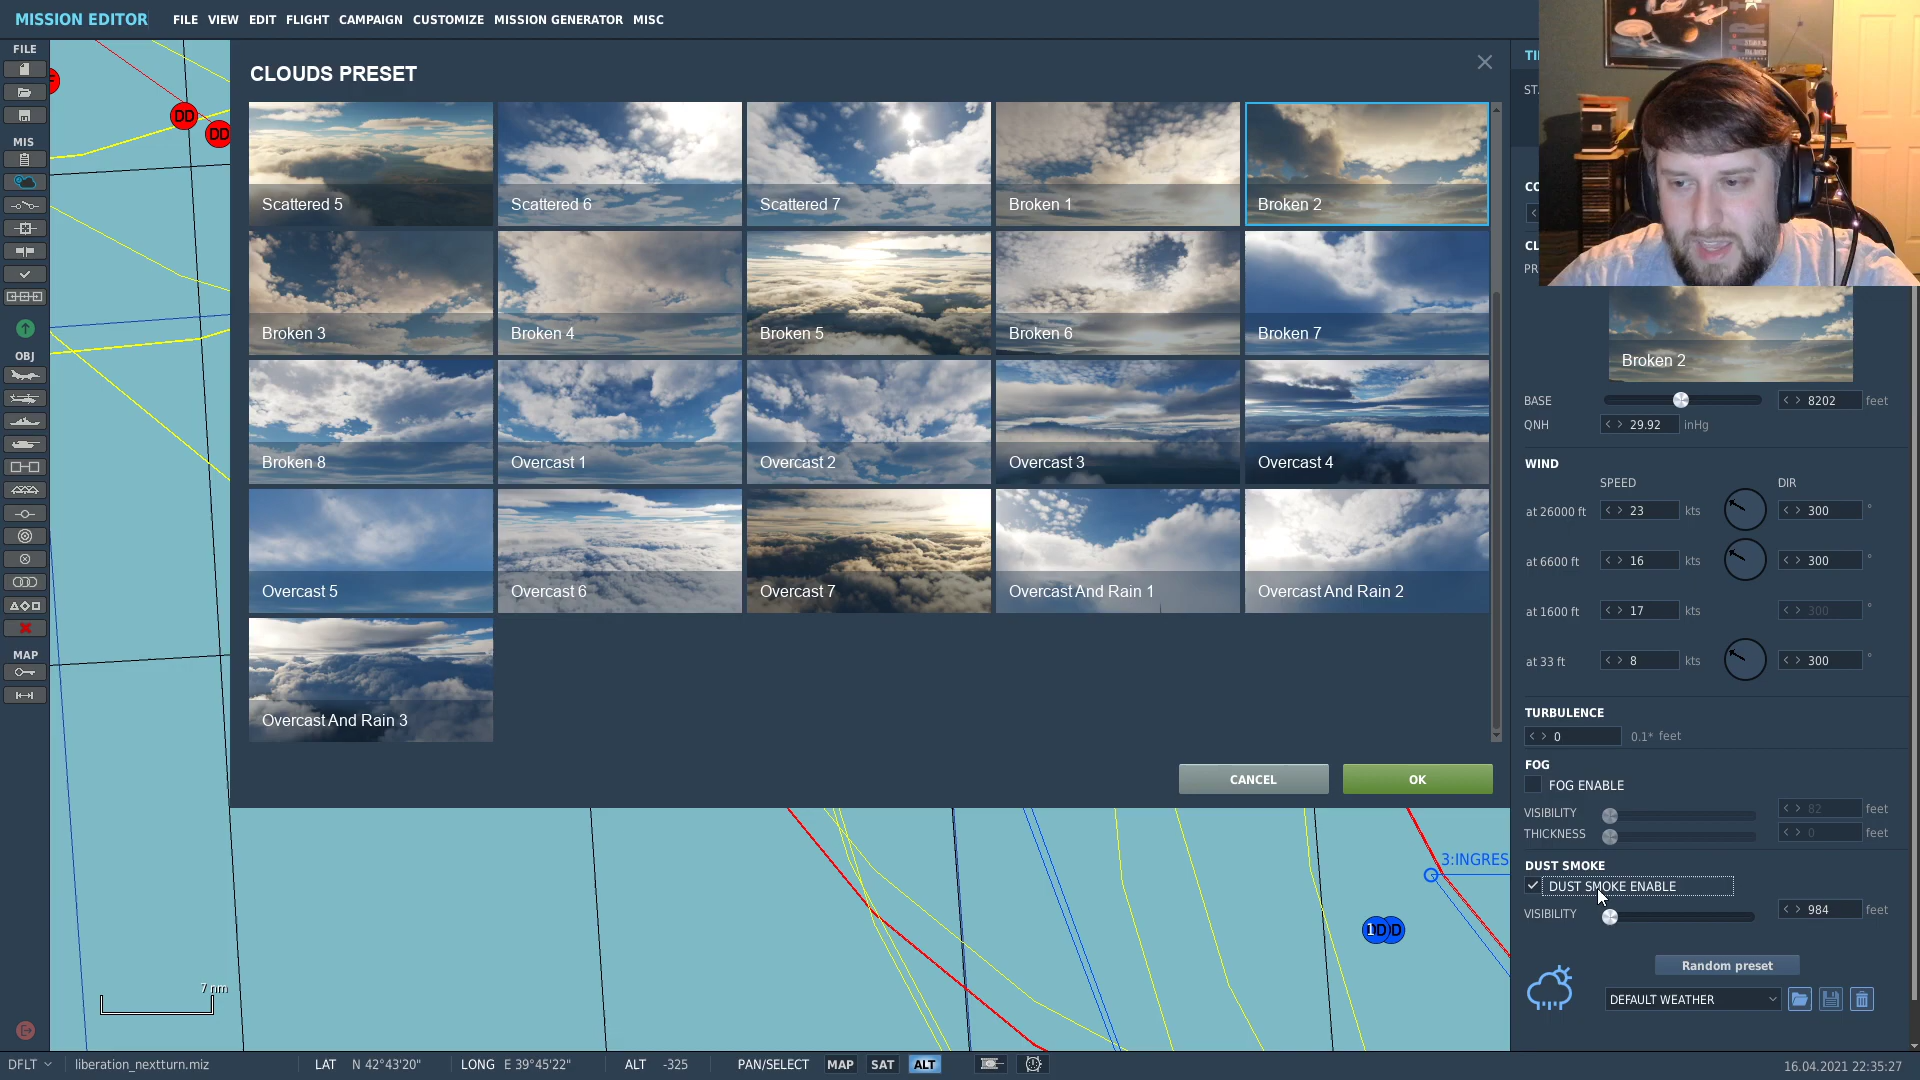 MISSION EDITOR
FILE VIEW EDIT FLIGHT CAMPAIGN CUSTOMIZE MISSION GENERATOR MISC
FILE
MIS
OBJ
MAP
DD
DD
CLOUDS PRESET
Scattered 5
Scattered 6
Scattered 7
Broken 1
Broken 2
Broken 3
Broken 4
Broken 5
Broken 6
Broken 7
Broken 8
Overcast 1
Overcast 2
Overcast 3
Overcast 4
Overcast 5
Overcast 6
Overcast 7
Overcast And Rain 1
Overcast And Rain 2
Overcast And Rain 3
CANCEL
OK
3:INGRES
7 nm
Broken 2
BASE 8202 feet
QNH 29.92 inHg
WIND
SPEED DIR
at 26000 ft 23 kts 300 °
at 6600 ft 16 kts 300 °
at 1600 ft 17 kts 300 °
at 33 ft 8 kts 300 °
TURBULENCE
0 0.1* feet
FOG
FOG ENABLE
VISIBILITY 82 feet
THICKNESS 0 feet
DUST SMOKE
DUST SMOKE ENABLE
VISIBILITY 984 feet
Random preset
DEFAULT WEATHER
DFLT liberation_nextturn.miz LAT N 42°43'20" LONG E 39°45'22" ALT -325 PAN/SELECT MAP SAT ALT 16.04.2021 22:35:27